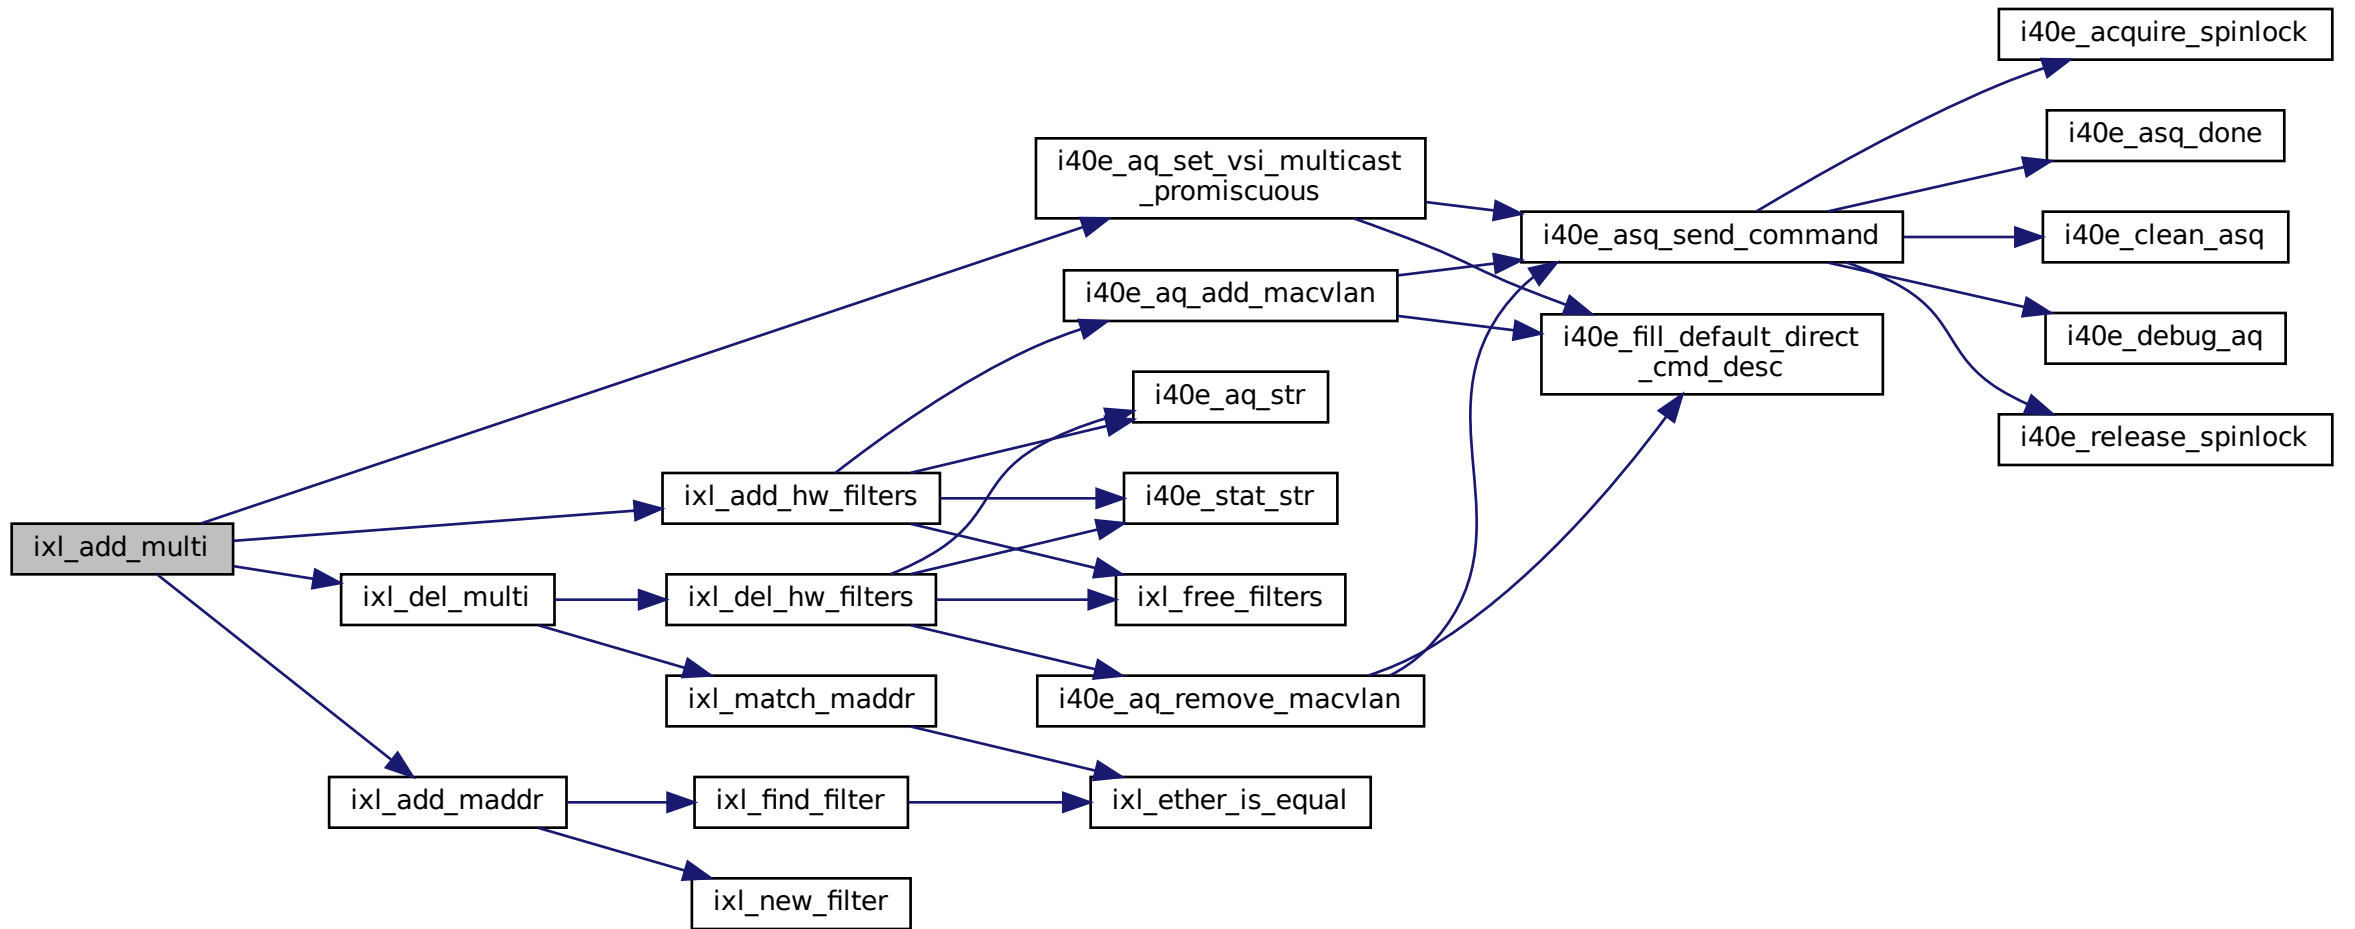 i40e_acquire_spinlock
i40e_asq_done
i40e_aq_set_vsi_multicast
_promiscuous
i40e_asq_send_command
i40e_clean_asq
i40e_aq_add_macvlan
i40e_fill_default_direct
_cmd_desc
i40e_debug_aq
i40e_aq_str
i40e_release_spinlock
ixl_add_hw_filters
i40e_stat_str
ixl_add_multi
ixl_del_multi
ixl_del_hw_filters
ixl_free_filters
ixl_match_maddr
i40e_aq_remove_macvlan
ixl_add_maddr
ixl_find_filter
ixl_ether_is_equal
ixl_new_filter